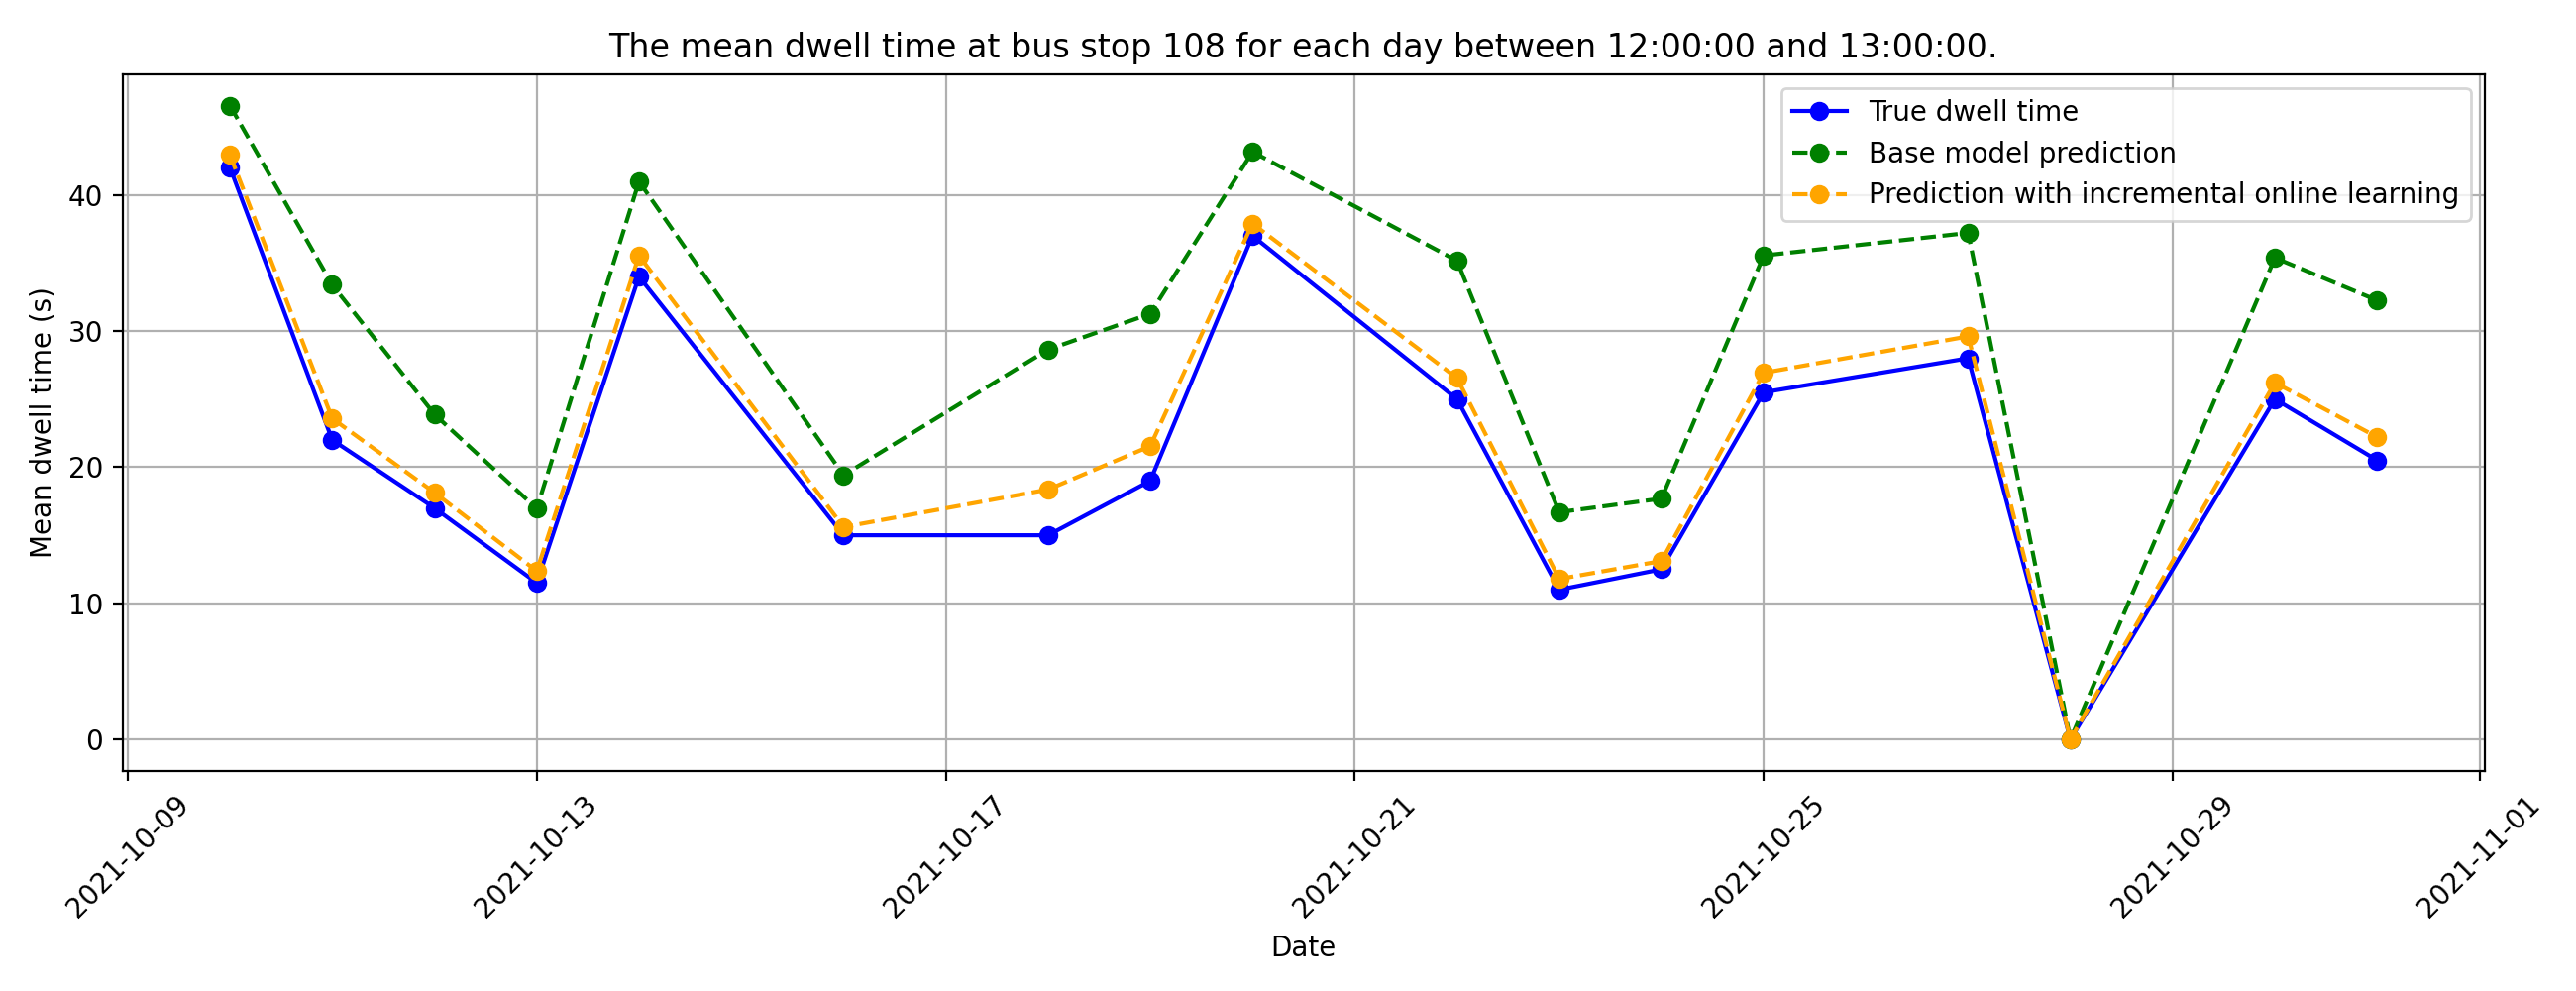 The mean dwell time at bus stop 108 for each day between 12:00:00 and 13:00:00.
True dwell time
Base model prediction
Prediction with incremental online learning
Mean dwell time (s)
40
30
20
10
0
2021-10-09
2021-10-13
2021-10-17
2021-10-21
2021-10-25
2021-10-29
2021-11-01
Date